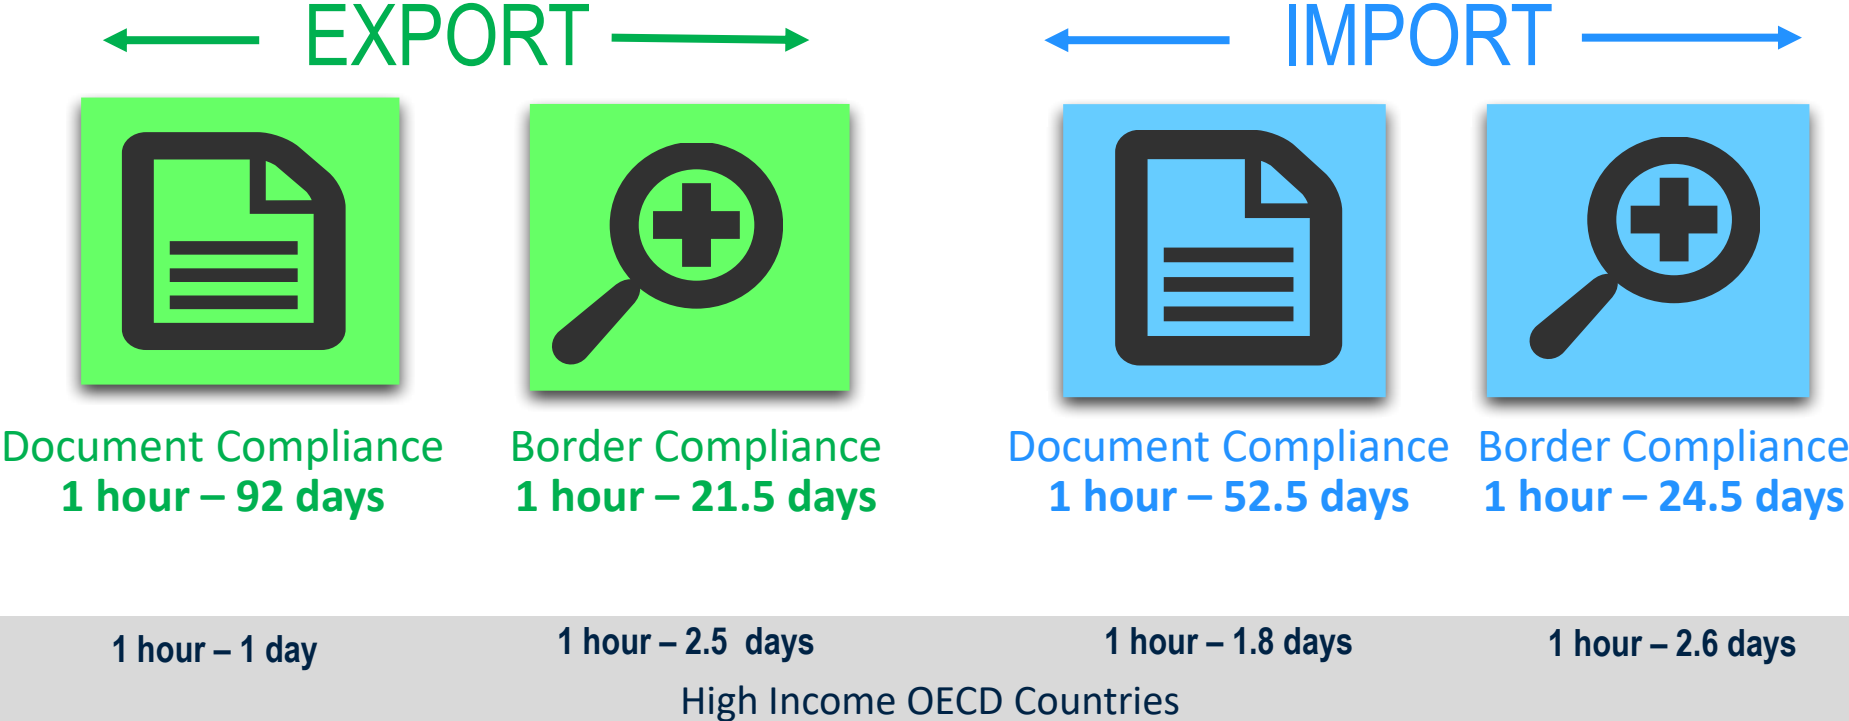 EXPORT
IMPORT
Document Compliance
1 hour – 92 days
Border Compliance
1 hour – 21.5 days
Document Compliance
1 hour – 52.5 days
Border Compliance
1 hour – 24.5 days
1 hour – 1 day
1 hour – 2.5 days
1 hour – 1.8 days
1 hour – 2.6 days
High Income OECD Countries